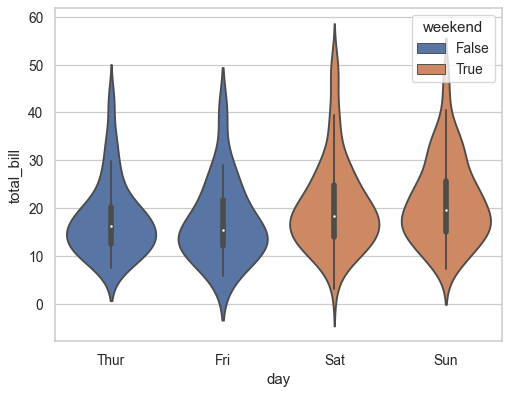 60
50
40
30
20
10
0
total_bill
weekend
False
True
Thur Fri Sat Sun
day